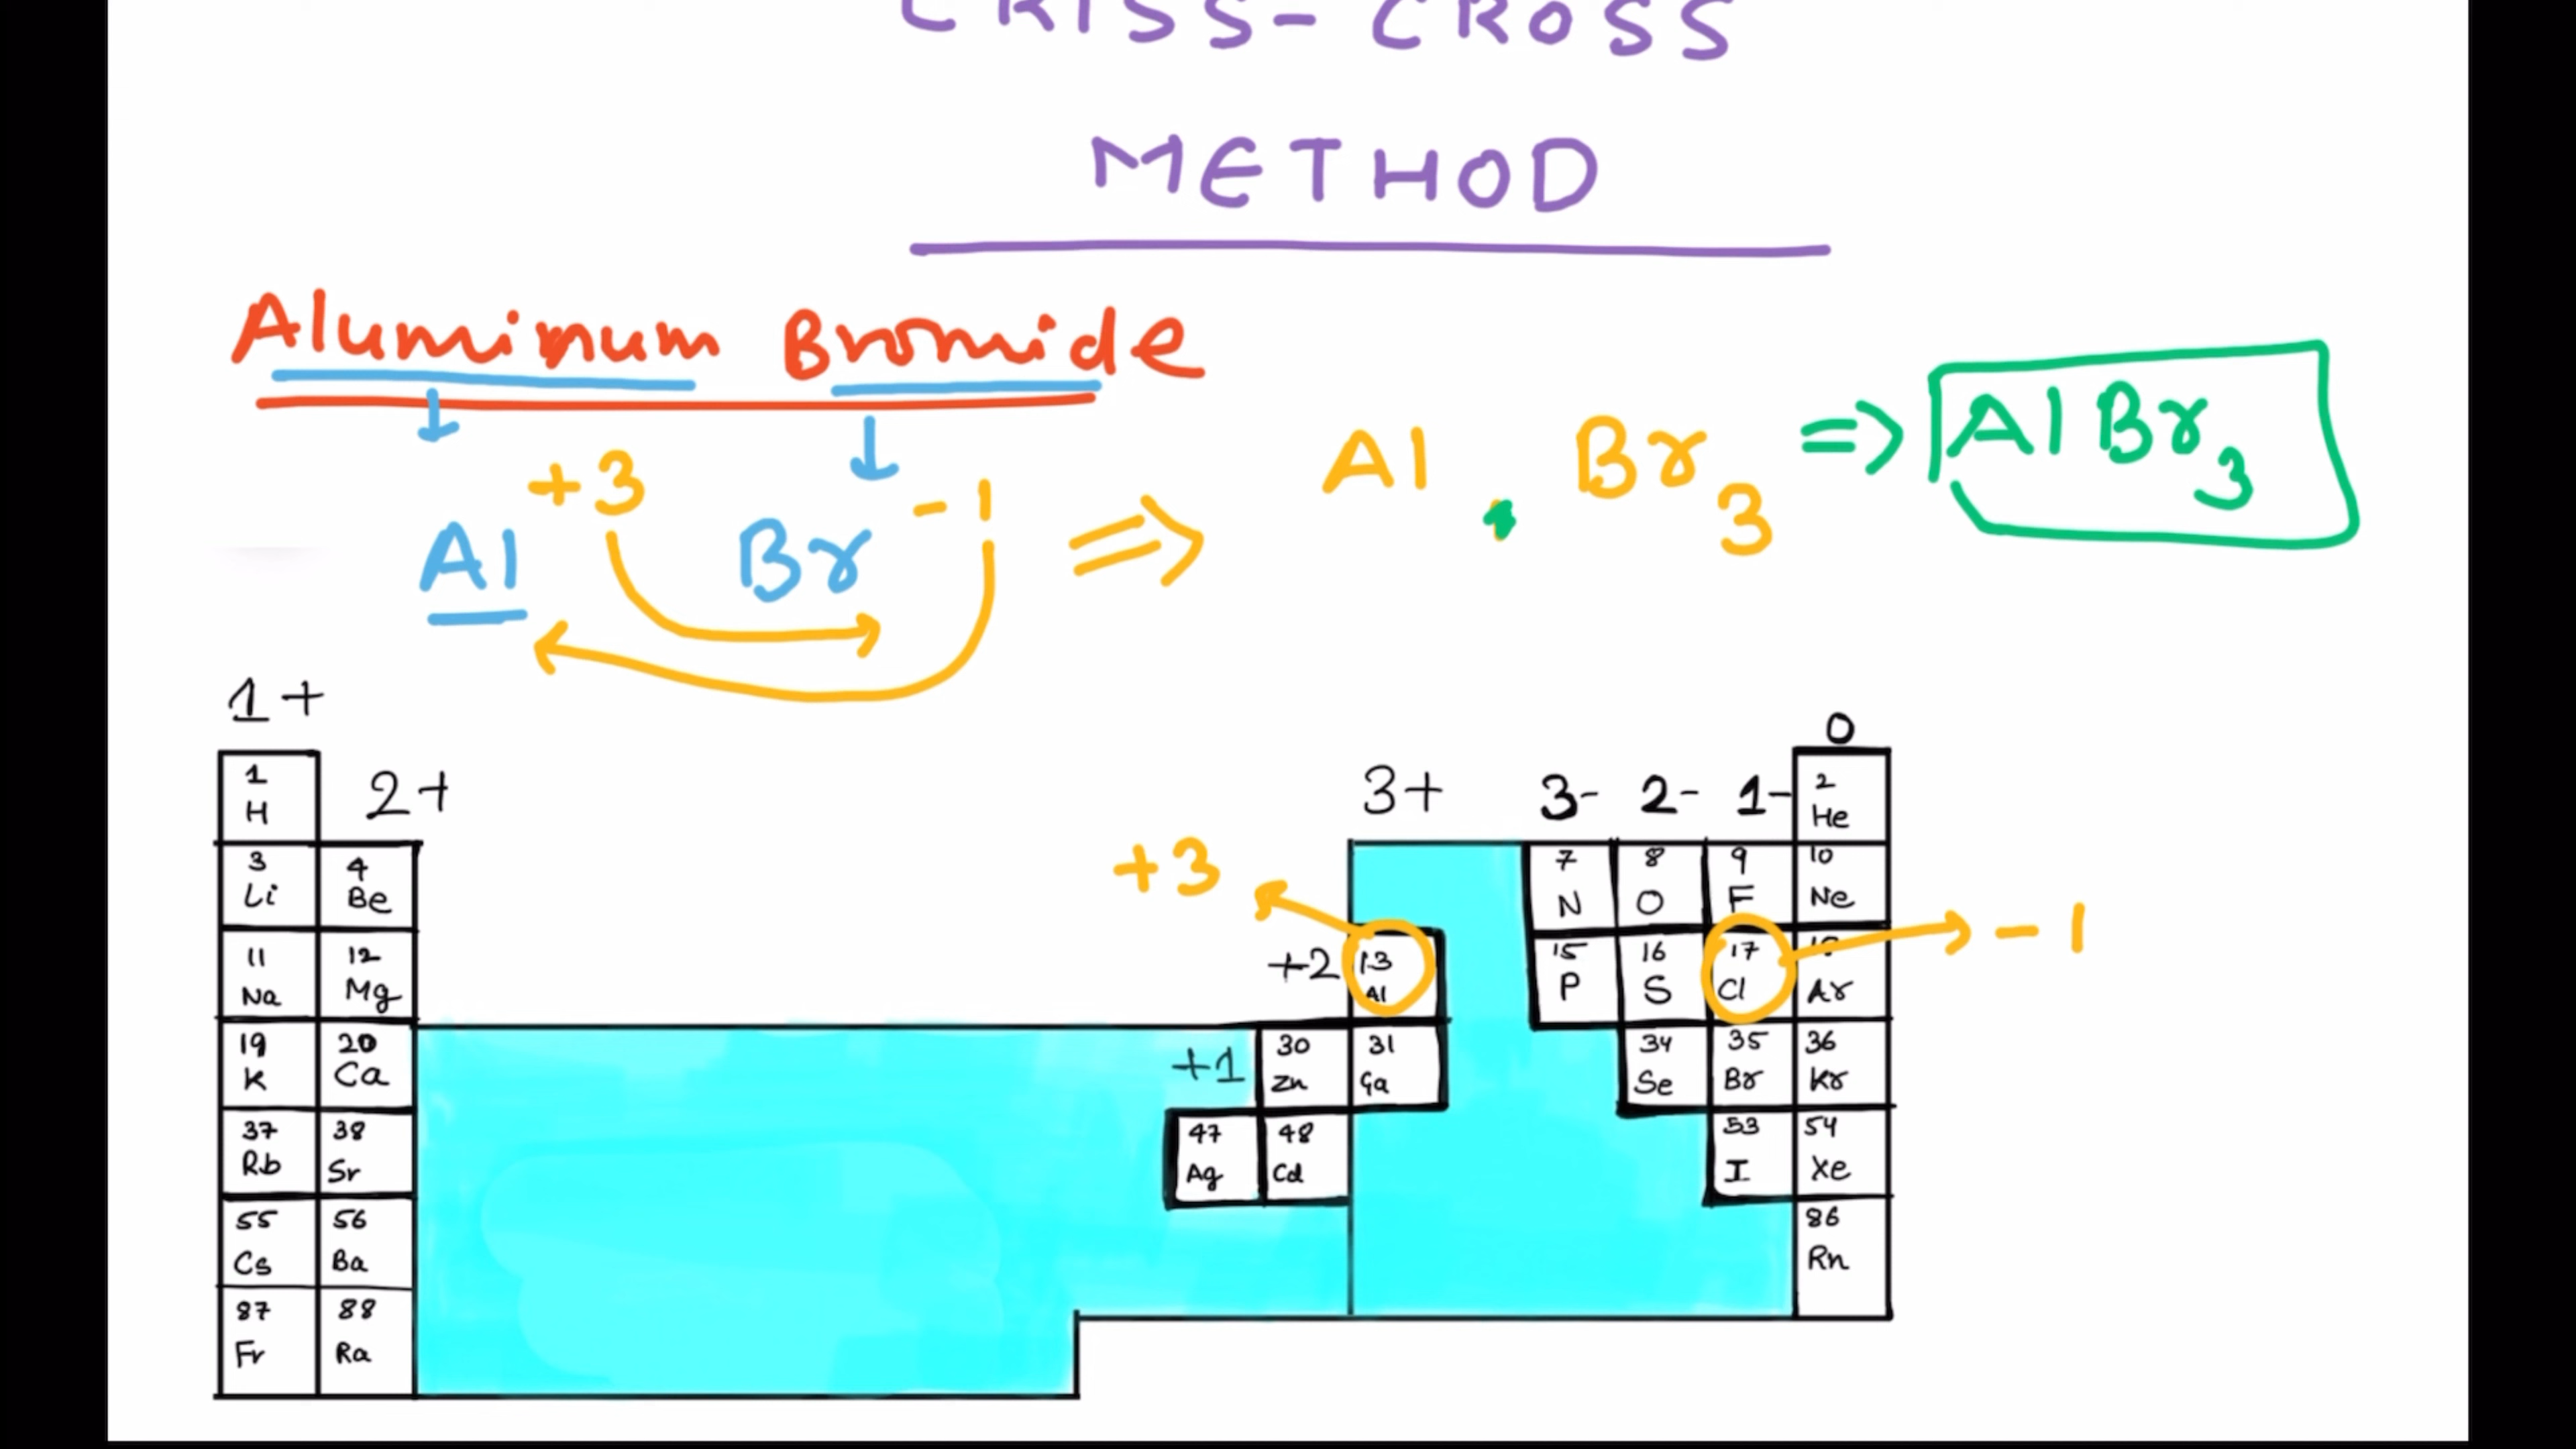 CRISS-CROSS
METHOD
Aluminum Bromide
Al +3 Br -1 ⇒ Al Br3 ⇒ AlBr3
1+ 0
2+ 3+ 3- 2- 1-
1 H 2 He
+3
3 Li 4 Be 7 N 8 O 9 F 10 Ne
11 Na 12 Mg +2 13 Al 15 P 16 S 17 Cl Ar -1
19 K 20 Ca +1 30 Zn 31 Ga 34 Se 35 Br 36 Kr
37 Rb 38 Sr 47 Ag 48 Cd 53 I 54 Xe
55 Cs 56 Ba 86 Rn
87 Fr 88 Ra